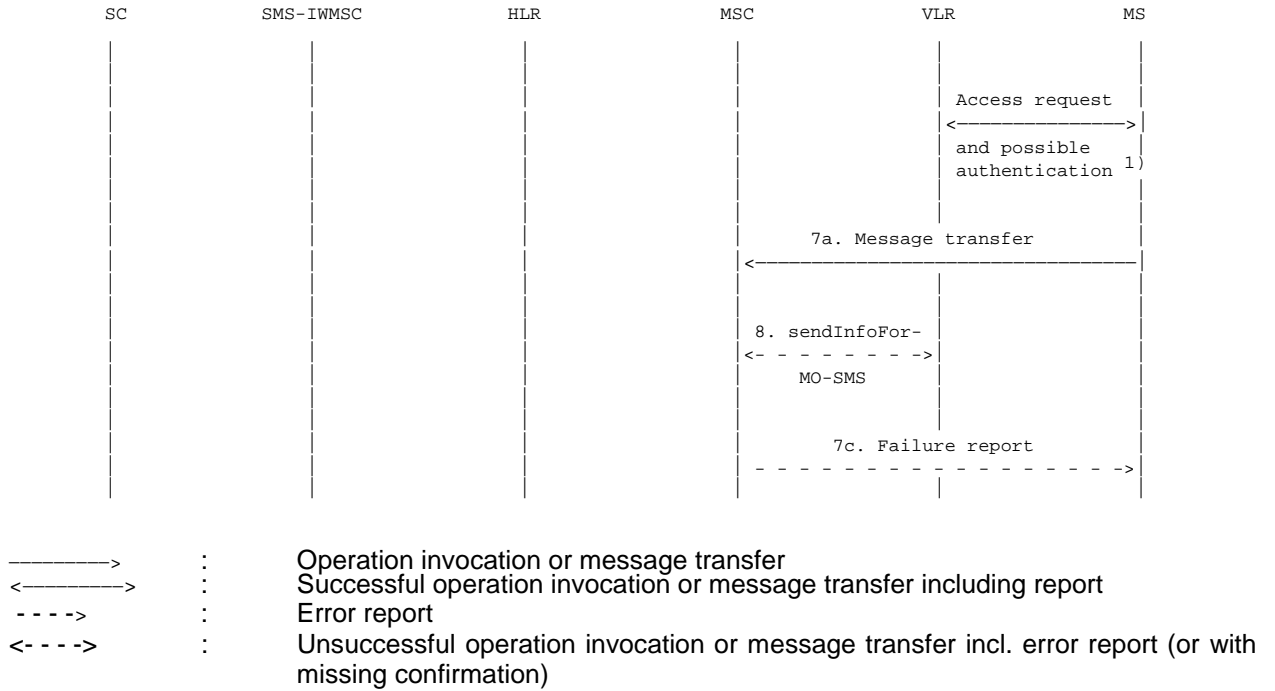 SC SMS-IWMSC HLR MSC VLR MS
Access request
and possible
authentication 1)
7a. Message transfer
8. sendInfoFor-
MO-SMS
7c. Failure report
: Operation invocation or message transfer
: Successful operation invocation or message transfer including report
: Error report
: Unsuccessful operation invocation or message transfer incl. error report (or with
missing confirmation)